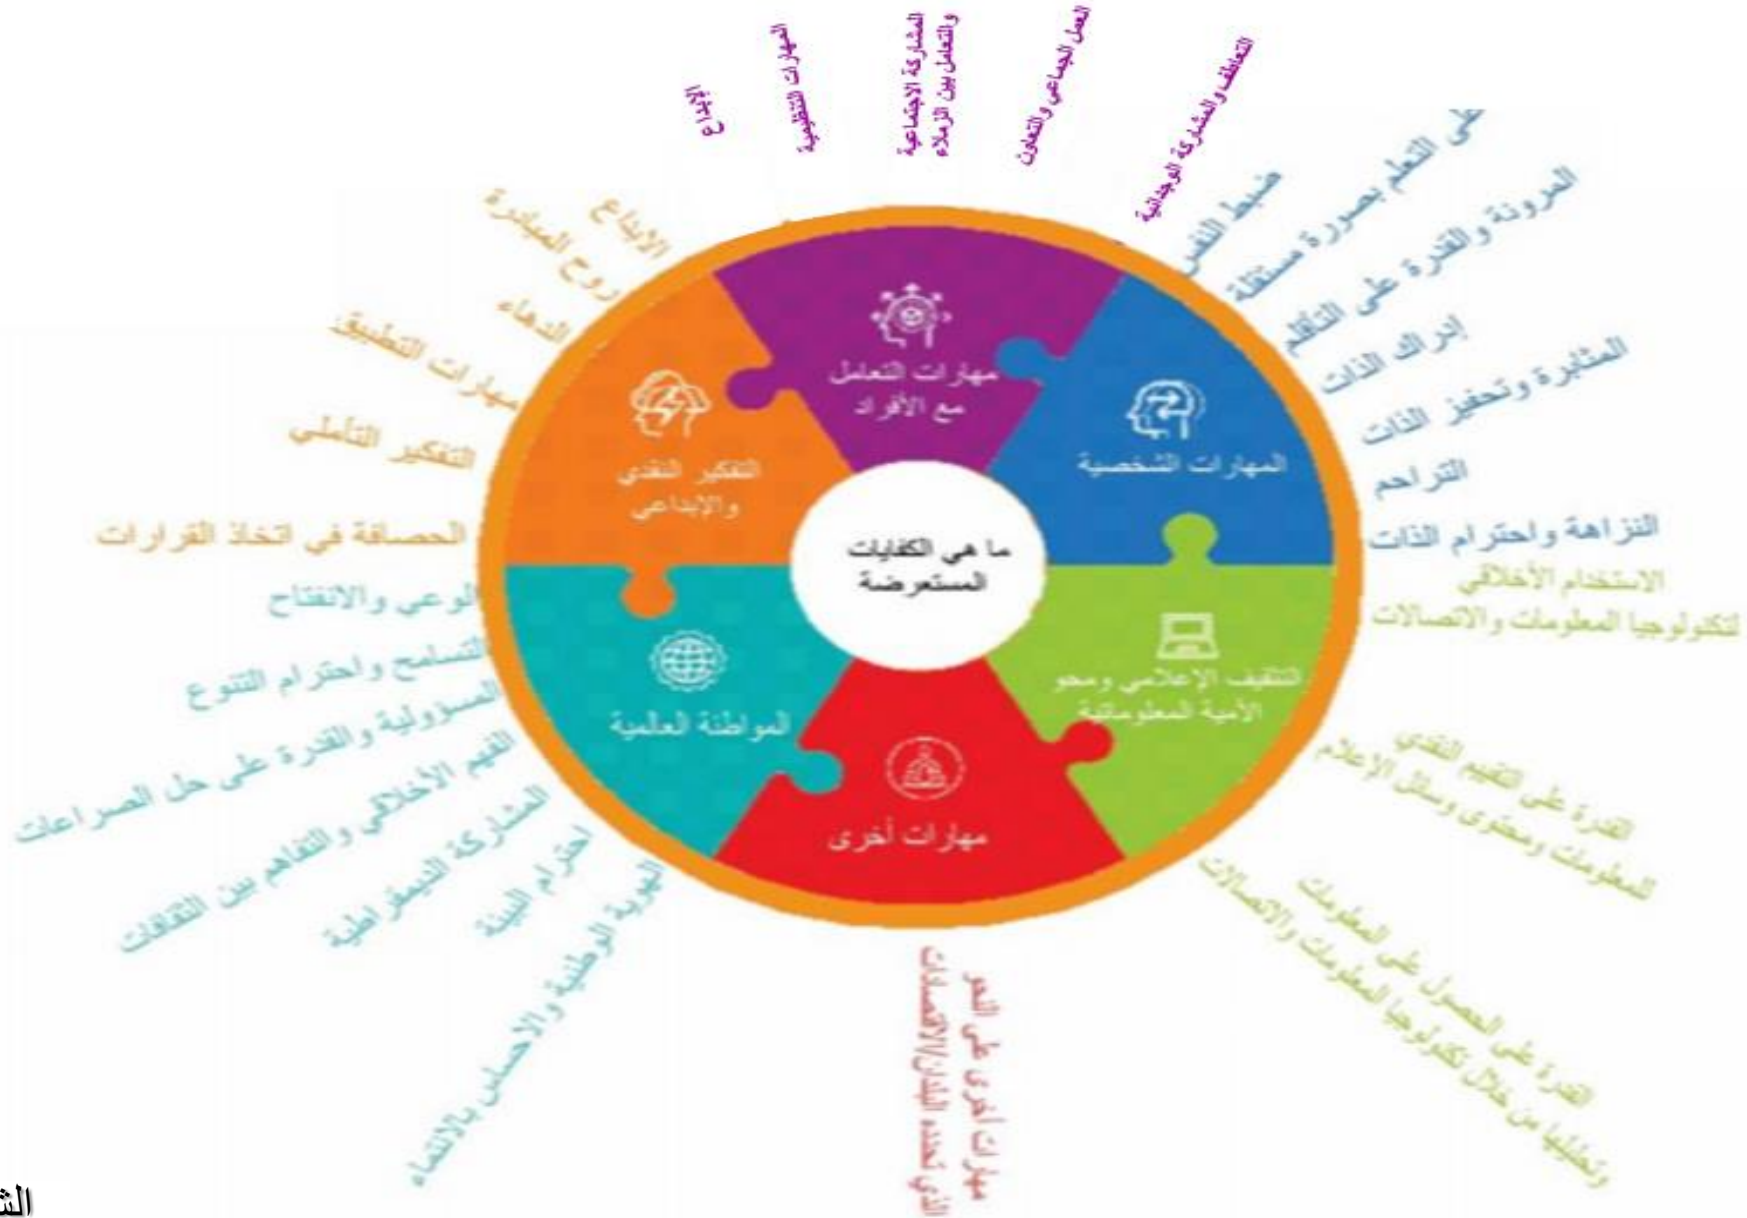 ما هي الكفايات
المستعرضة
مهارات التعامل
مع الأفراد
الإبداع
المهارات التنظيمية
المشاركة الاجتماعية
والتعامل بين الزملاء
العمل الجماعي والتعاون
التعاطف والمشاركة الوجدانية
المهارات الشخصية
ضبط النفس
على التعلم بصورة مستقلة
المرونة والقدرة على التأقلم
إدراك الذات
المثابرة وتحفيز الذات
التراحم
النزاهة واحترام الذات
التثقيف الإعلامي ومحو
الأمية المعلوماتية
الاستخدام الأخلاقي
لتكنولوجيا المعلومات والاتصالات
القدرة على التقيم النقدي
للمعلومات ومحتوى وسائل الإعلام
القدرة على الحصول على المعلومات
وتحليلها من خلال تكنولوجيا المعلومات والاتصالات
مهارات أخرى
مهارات أخرى على النحو
الذي تحدده البلدان/الاقتصادات
المواطنة العالمية
الوعي والانفتاح
التسامح واحترام التنوع
المسؤولية والقدرة على حل الصراعات
الفهم الأخلاقي والتفاهم بين الثقافات
المشاركة الديمقراطية
احترام البيئة
الهوية الوطنية والاحساس بالانتماء
التفكير النقدي
والإبداعي
الابداع
روح المبادرة
الدهاء
مهارات التطبيق
التفكير التأملي
الحصافة في اتخاذ القرارات